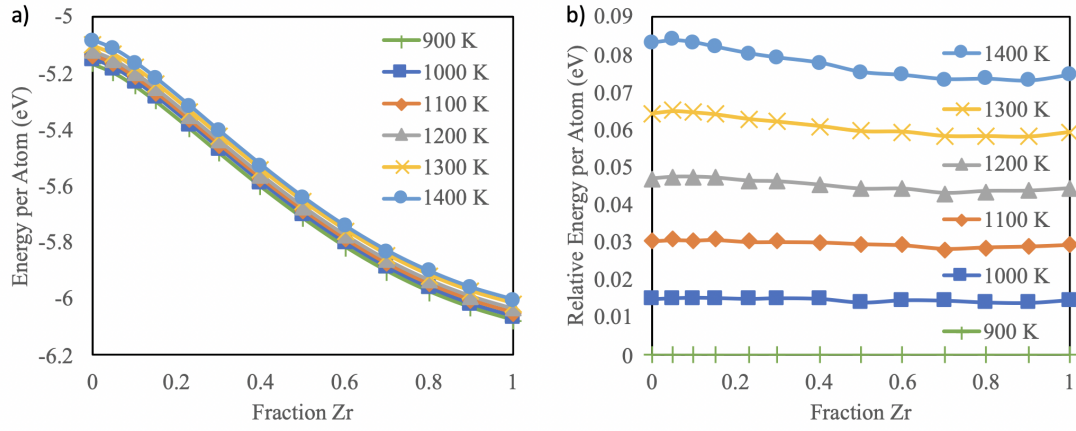 a)
Energy per Atom (eV)
-5
-5.2
-5.4
-5.6
-5.8
-6
-6.2
900 K
1000 K
1100 K
1200 K
1300 K
1400 K
0
0.2
0.4
0.6
0.8
1
Fraction Zr
b)
Relative Energy per Atom (eV)
0.09
0.08
0.07
0.06
0.05
0.04
0.03
0.02
0.01
0
1400 K
1300 K
1200 K
1100 K
1000 K
900 K
0
0.2
0.4
0.6
0.8
1
Fraction Zr